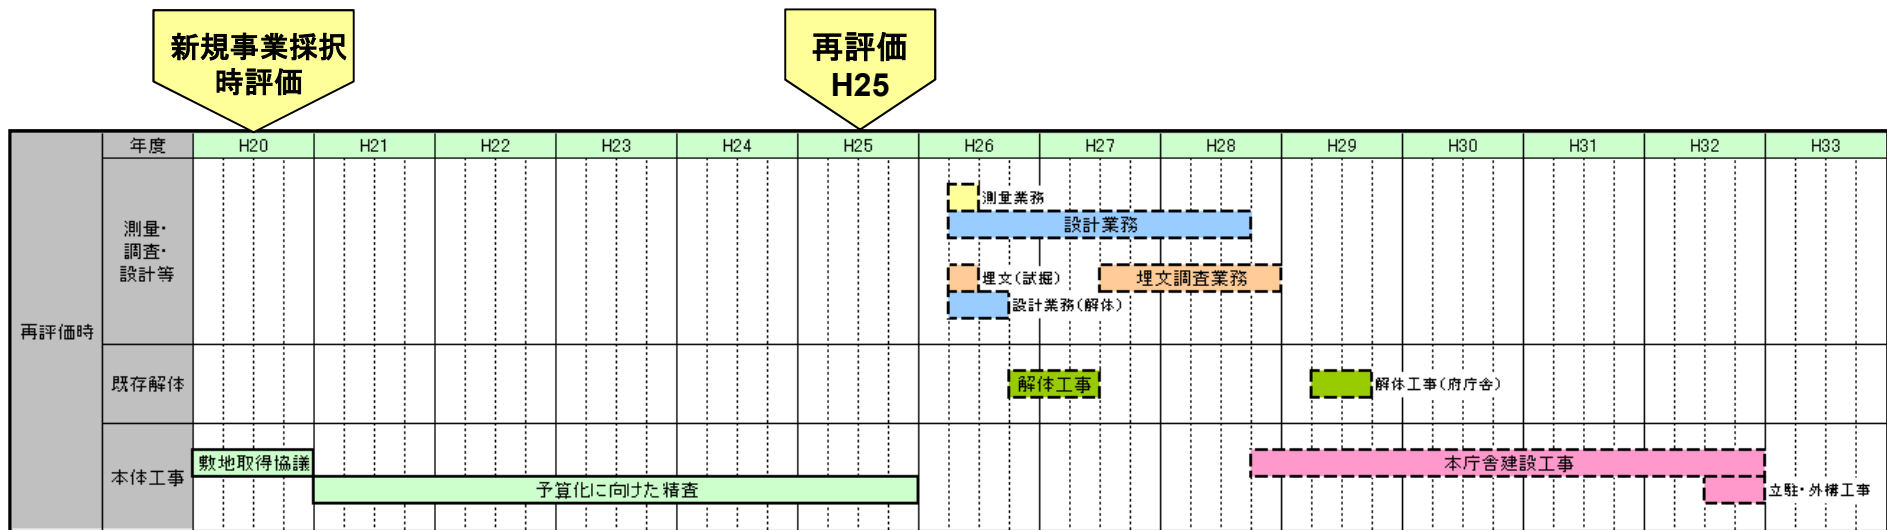 新規事業採択
時評価
再評価
H25
年度 H20 H21 H22 H23 H24 H25 H26 H27 H28 H29 H30 H31 H32 H33
再評価時
測量・
調査・
設計等
測量業務
設計業務
埋文(試掘)
埋文調査業務
設計業務(解体)
既存解体
解体工事
解体工事(府庁舎)
本体工事
敷地取得協議
本庁舎建設工事
予算化に向けた精査
立駐・外構工事